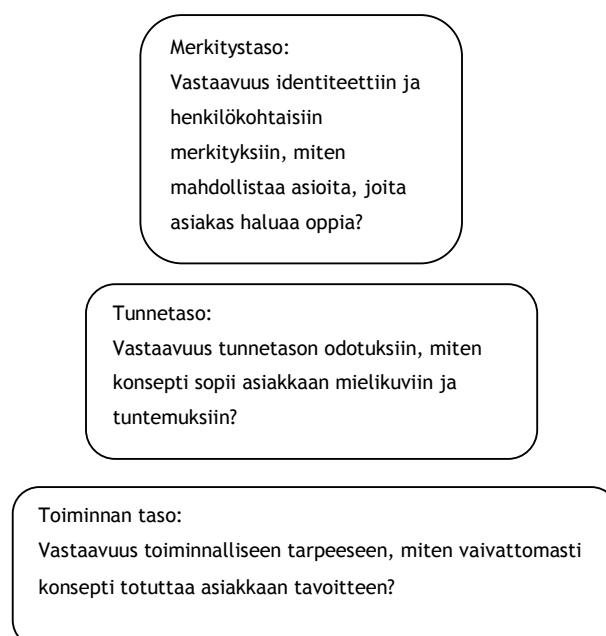 Merkitystaso:
Vastaavuus identiteettiin ja
henkilökohtaisiin
merkityksiin, miten
mahdollistaa asioita, joita
asiakas haluaa oppia?
Tunnetaso:
Vastaavuus tunnetason odotuksiin, miten
konsepti sopii asiakkaan mielikuviin ja
tuntemuksiin?
Toiminnan taso:
Vastaavuus toiminnalliseen tarpeeseen, miten vaivattomasti
konsepti totuttaa asiakkaan tavoitteen?